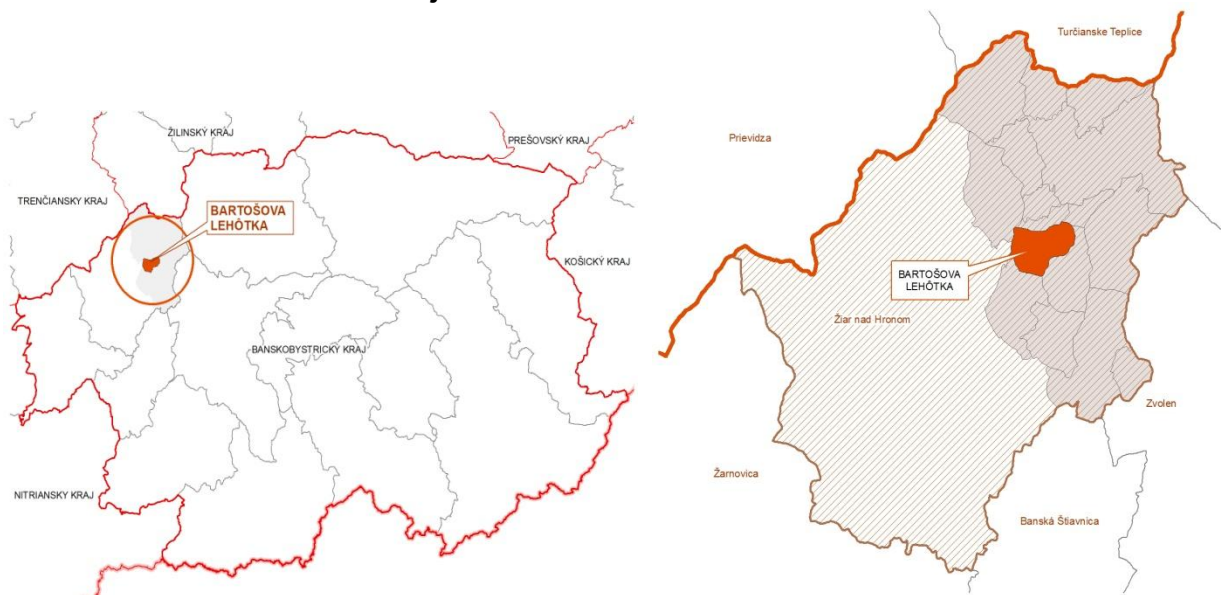 ŽILINSKÝ KRAJ
PREŠOVSKÝ KRAJ
TRENČIANSKY KRAJ
BARTOŠOVA
LEHÔTKA
KOŠICKÝ KRAJ
BANSKOBYSTRICKÝ KRAJ
NITRIANSKY KRAJ
Turčianske Teplice
Prievidza
BARTOŠOVA
LEHÔTKA
Žiar nad Hronom
Zvolen
Žarnovica
Banská Štiavnica